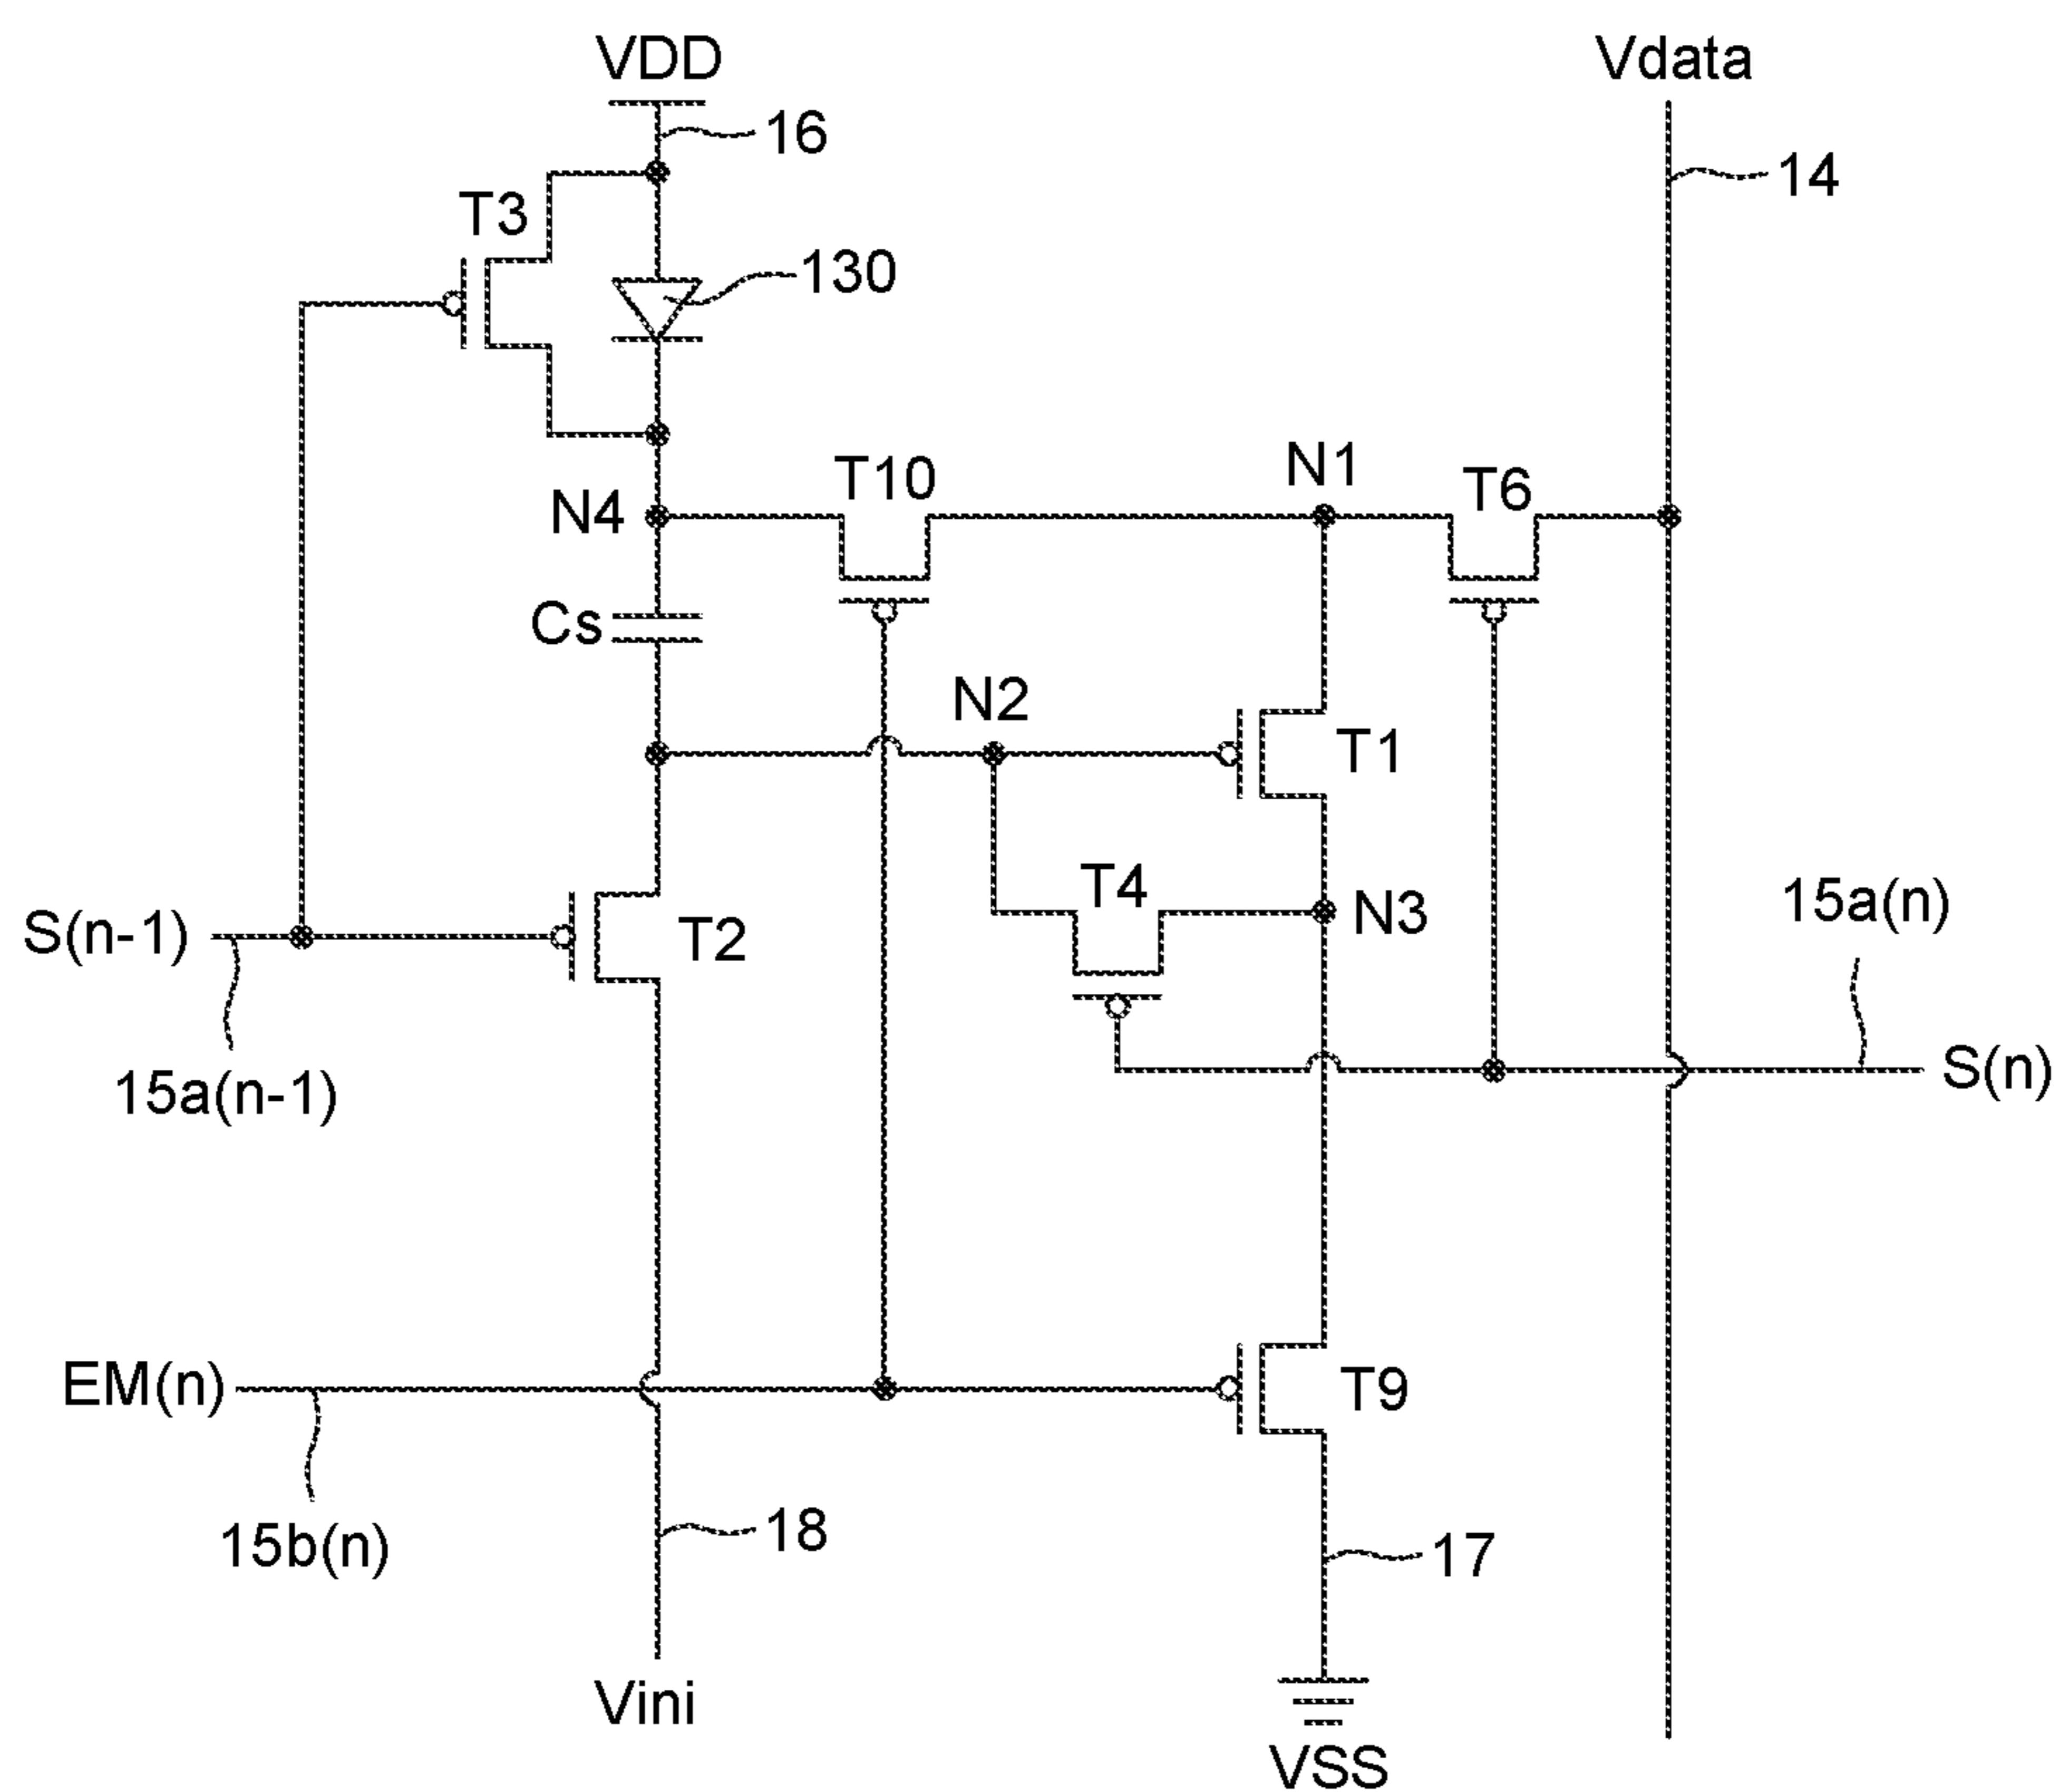 VDD
Vdata
16
14
T3
130
N4
T10
N1
T6
Cs
N2
T1
T4
N3
15a(n)
S(n-1)
T2
15a(n-1)
S(n)
EM(n)
T9
15b(n)
18
17
Vini
VSS